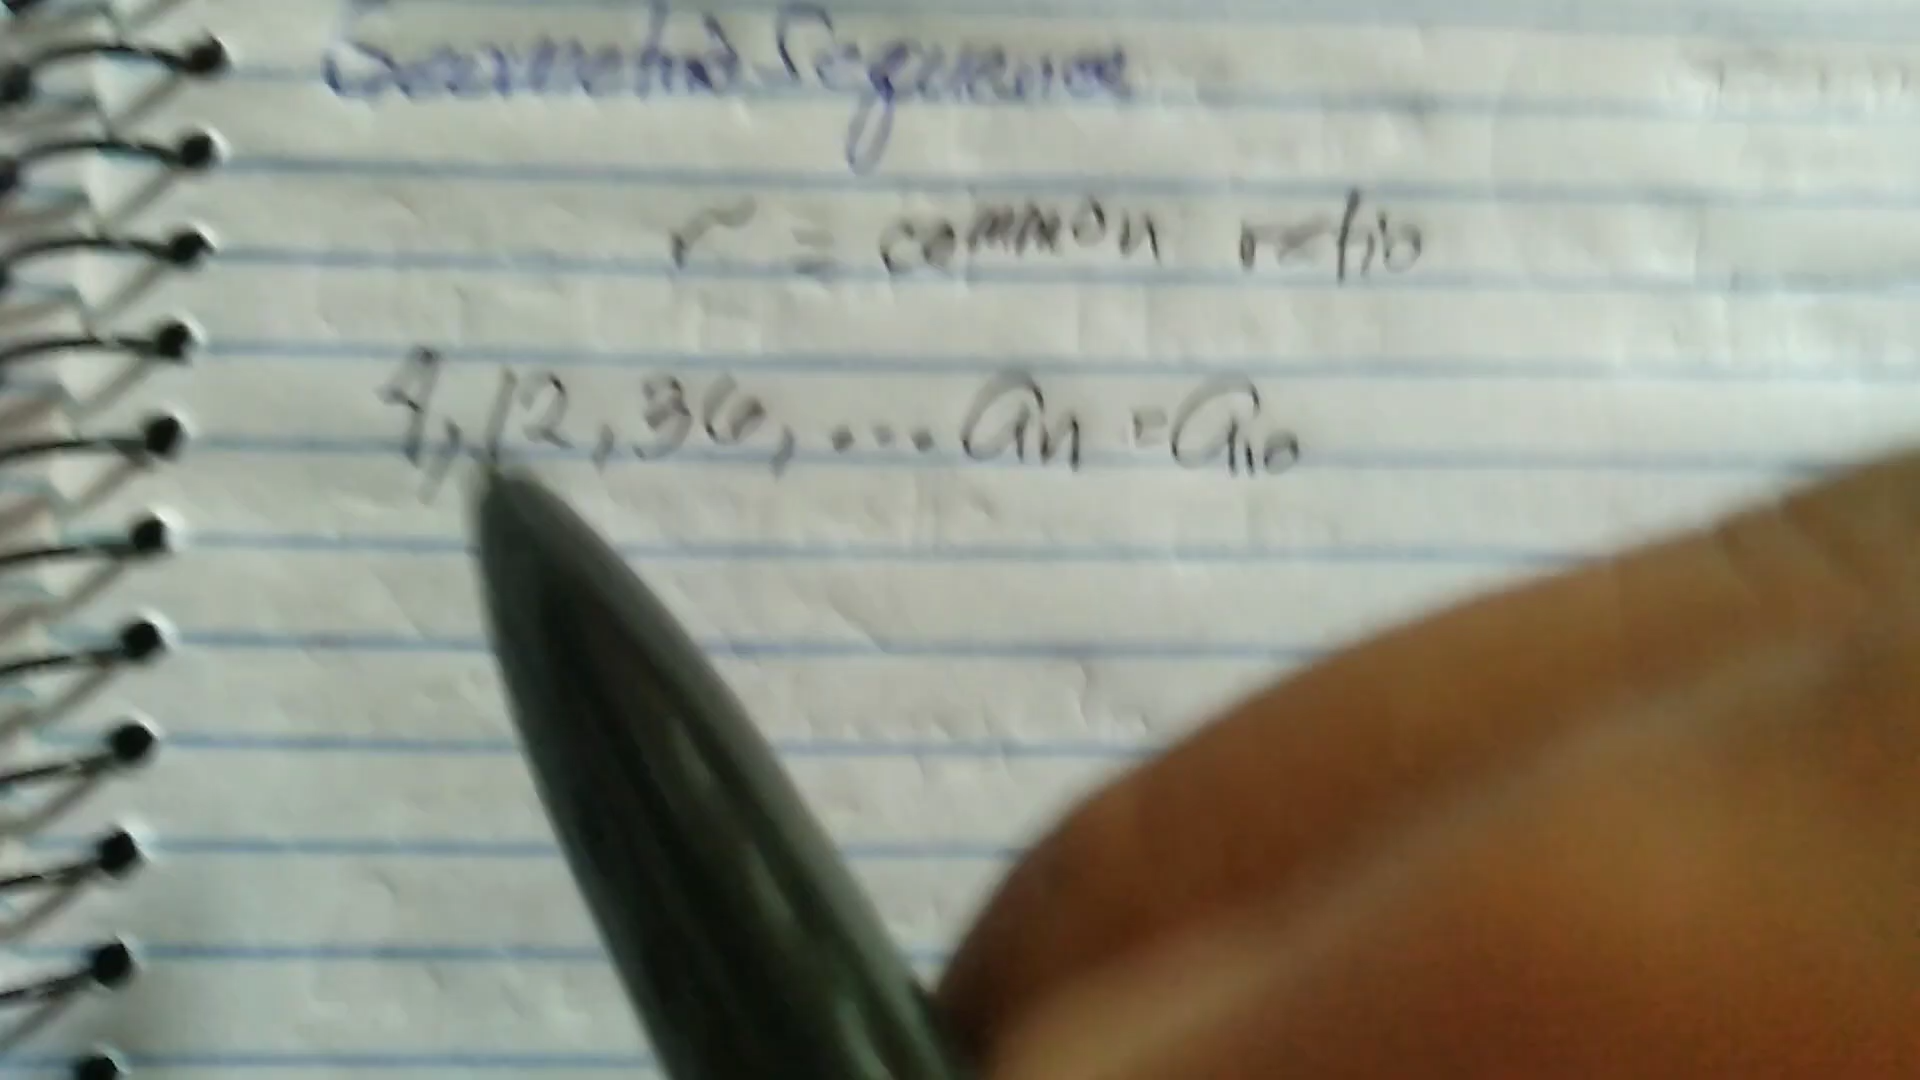 Geometric Sequence
r = common ratio
4, 12, 36, ... an = a10